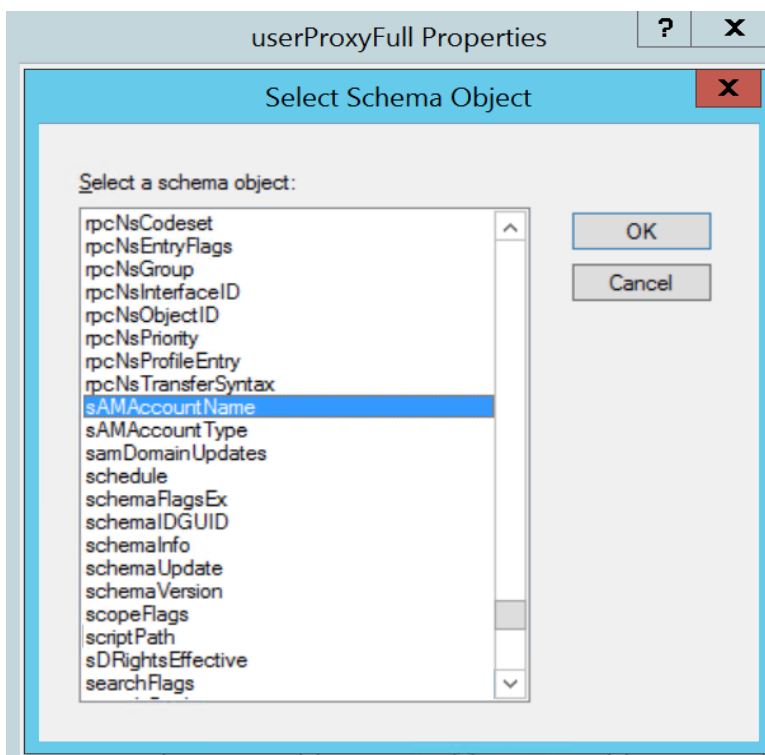 userProxyFull Properties
? X
Select Schema Object
X
Select a schema object:
rpcNsCodeset
rpcNsEntryFlags
rpcNsGroup
rpcNsInterfaceID
rpcNsObjectID
rpcNsPriority
rpcNsProfileEntry
rpcNsTransferSyntax
sAMAccountName
sAMAccountType
samDomainUpdates
schedule
schemaFlagsEx
schemaIDGUID
schemaInfo
schemaUpdate
schemaVersion
scopeFlags
scriptPath
sDRightsEffective
searchFlags
OK
Cancel